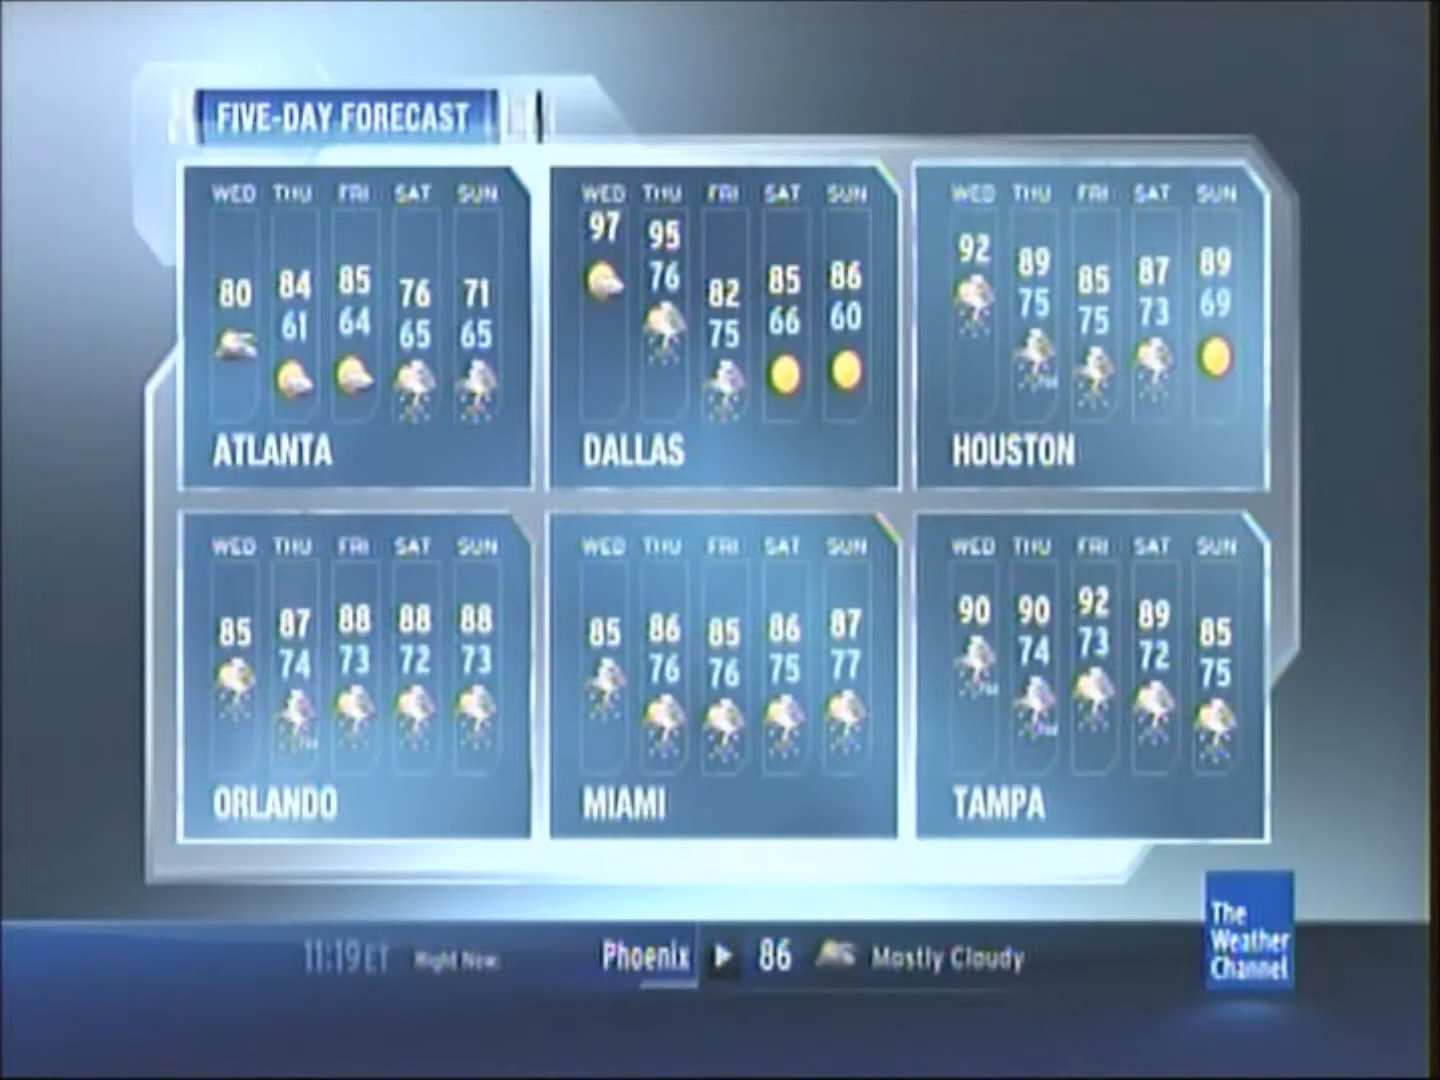 FIVE-DAY FORECAST
WED THU FRI SAT SUN
80 84 85 76 71
61 64 65 65
ATLANTA
WED THU FRI SAT SUN
97 95 82 85 86
76 75 66 60
DALLAS
WED THU FRI SAT SUN
92 89 85 87 89
75 75 73 69
PM
HOUSTON
WED THU FRI SAT SUN
85 87 88 88 88
74 73 72 73
PM
ORLANDO
WED THU FRI SAT SUN
85 86 85 86 87
76 76 75 77
MIAMI
WED THU FRI SAT SUN
90 90 92 89 85
74 73 72 75
PM PM
TAMPA
11:19 ET Right Now: Phoenix 86 Mostly Cloudy
The
Weather
Channel